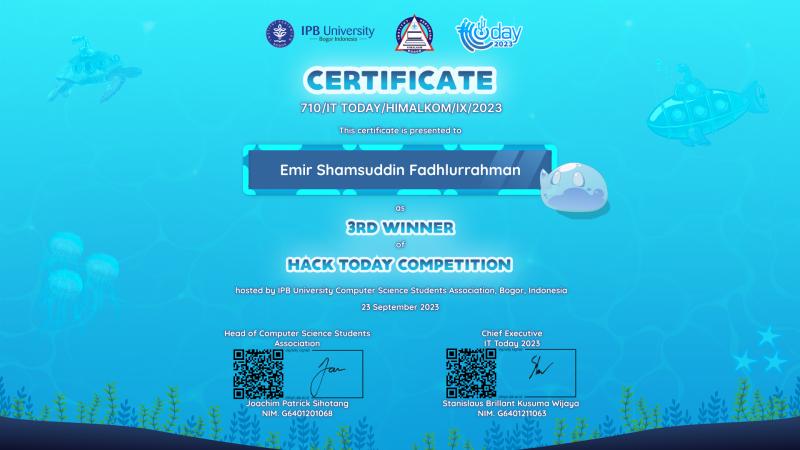 IPB University
Bogor Indonesia
today
2023
CERTIFICATE
710/IT TODAY/HIMALKOM/IX/2023
This certificate is presented to
Emir Shamsuddin Fadhlurrahman
as
3RD WINNER
of
HACK TODAY COMPETITION
hosted by IPB University Computer Science Students Association, Bogor, Indonesia
23 September 2023
Head of Computer Science Students
Association
Joachim Patrick Sihotang
NIM. G6401201068
Chief Executive
IT Today 2023
Stanislaus Brillant Kusuma Wijaya
NIM. G6401211063